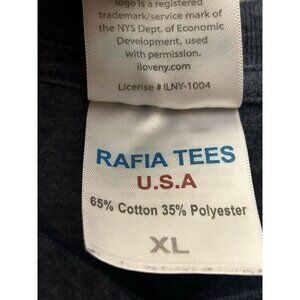 logo is a registered
trademark/service mark of
the NYS Dept. of Economic
Development, used
with permission.
iloveny.com
License # ILNY-1004
RAFIA TEES
U.S.A
65% Cotton 35% Polyester
XL